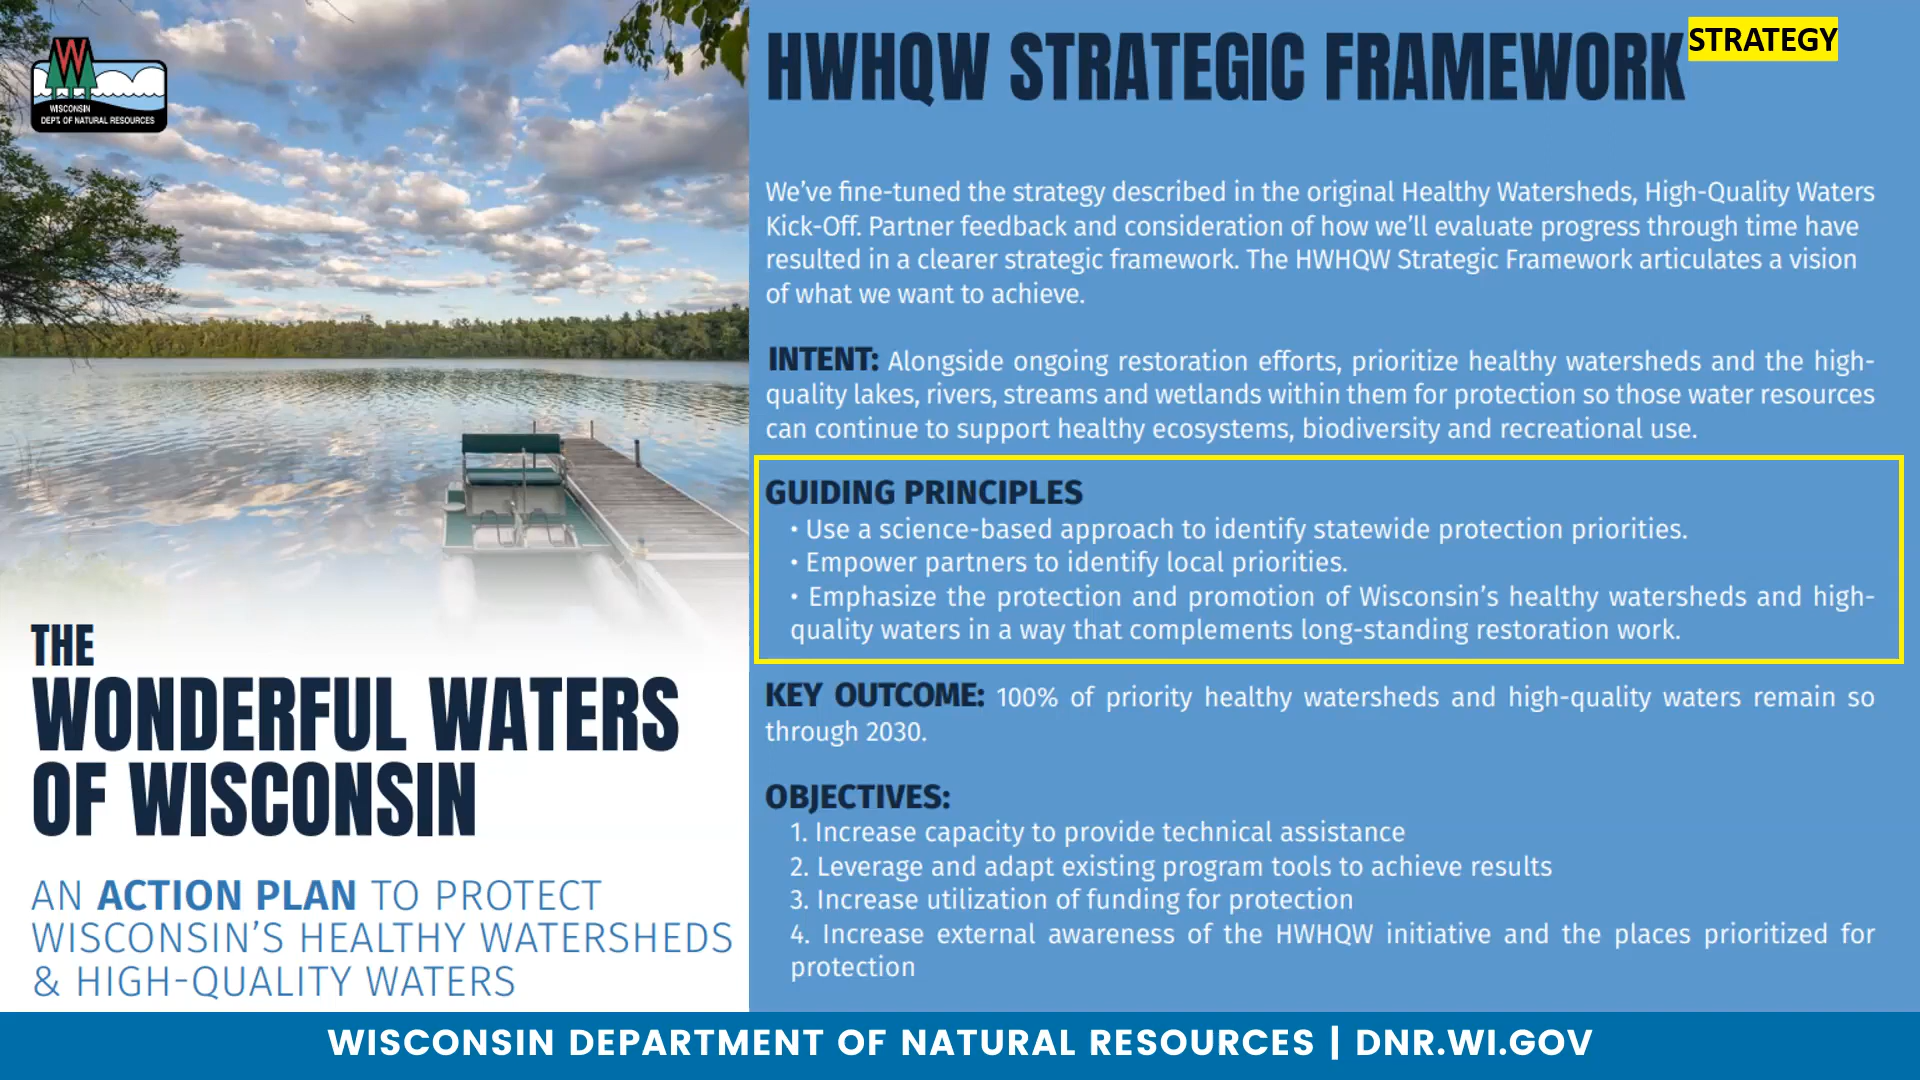 W
WISCONSIN
DEPT. OF NATURAL RESOURCES
THE
WONDERFUL WATERS
OF WISCONSIN
AN ACTION PLAN TO PROTECT
WISCONSIN'S HEALTHY WATERSHEDS
& HIGH-QUALITY WATERS
HWHQW STRATEGIC FRAMEWORK
STRATEGY
We've fine-tuned the strategy described in the original Healthy Watersheds, High-Quality Waters
Kick-Off. Partner feedback and consideration of how we'll evaluate progress through time have
resulted in a clearer strategic framework. The HWHQW Strategic Framework articulates a vision
of what we want to achieve.
INTENT: Alongside ongoing restoration efforts, prioritize healthy watersheds and the high-
quality lakes, rivers, streams and wetlands within them for protection so those water resources
can continue to support healthy ecosystems, biodiversity and recreational use.
GUIDING PRINCIPLES
• Use a science-based approach to identify statewide protection priorities.
• Empower partners to identify local priorities.
• Emphasize the protection and promotion of Wisconsin's healthy watersheds and high-
quality waters in a way that complements long-standing restoration work.
KEY OUTCOME: 100% of priority healthy watersheds and high-quality waters remain so
through 2030.
OBJECTIVES:
1. Increase capacity to provide technical assistance
2. Leverage and adapt existing program tools to achieve results
3. Increase utilization of funding for protection
4. Increase external awareness of the HWHQW initiative and the places prioritized for
protection
WISCONSIN DEPARTMENT OF NATURAL RESOURCES | DNR.WI.GOV